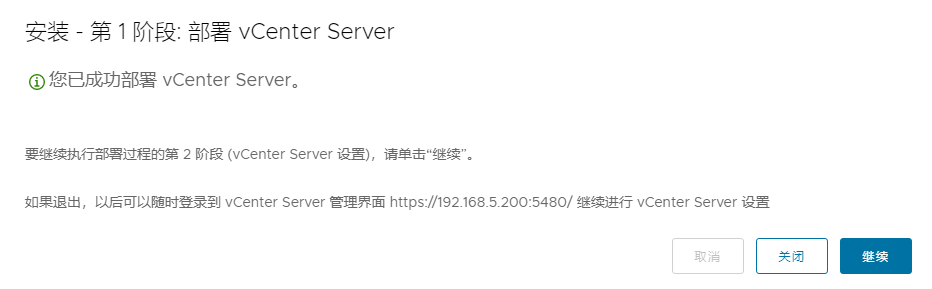 安装 - 第 1 阶段: 部署 vCenter Server
您已成功部署 vCenter Server。
要继续执行部署过程的第 2 阶段 (vCenter Server 设置)，请单击“继续”。
如果退出，以后可以随时登录到 vCenter Server 管理界面 https://192.168.5.200:5480/ 继续进行 vCenter Server 设置
取消 关闭 继续